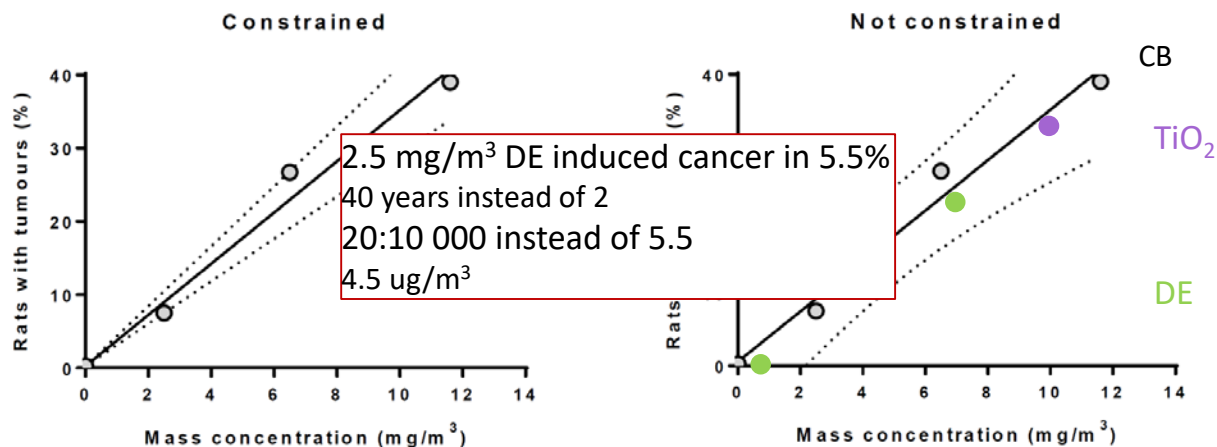 Constrained
Not constrained
Rats with tumours (%)
40
30
20
10
0
0 2 4 6 8 10 12 14
Mass concentration (mg/m³)
2.5 mg/m³ DE induced cancer in 5.5%
40 years instead of 2
20:10 000 instead of 5.5
4.5 ug/m³
Rats
(%)
40
0
0 2 4 6 8 10 12 14
Mass concentration (mg/m³)
CB
TiO₂
DE